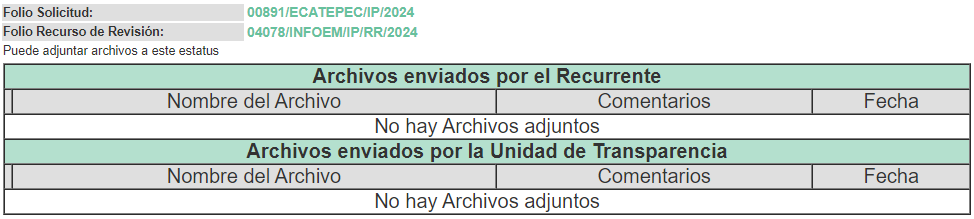 Folio Solicitud: 00891/ECATEPEC/IP/2024
Folio Recurso de Revisión: 04078/INFOEM/IP/RR/2024
Puede adjuntar archivos a este estatus
Archivos enviados por el Recurrente
Nombre del Archivo Comentarios Fecha
No hay Archivos adjuntos
Archivos enviados por la Unidad de Transparencia
Nombre del Archivo Comentarios Fecha
No hay Archivos adjuntos